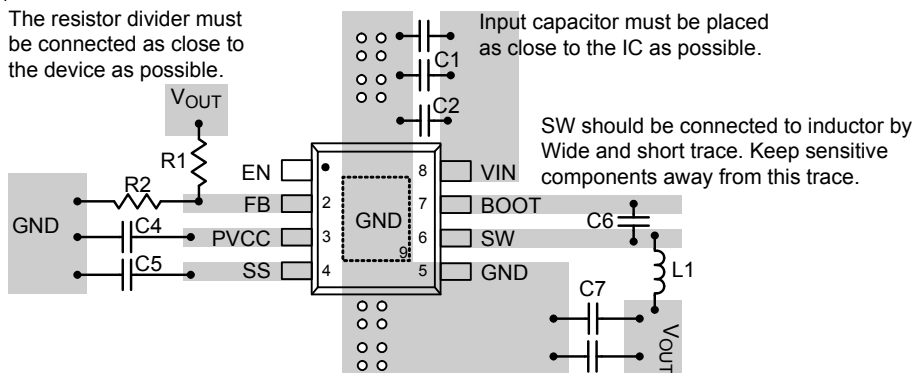 The resistor divider must
be connected as close to
the device as possible.
Input capacitor must be placed
as close to the IC as possible.
C1
C2
VOUT
R1
R2
SW should be connected to inductor by
Wide and short trace. Keep sensitive
components away from this trace.
EN
8
VIN
FB
2
7
BOOT
GND
C4
PVCC
3
GND
6
SW
C6
C5
SS
4
9
5
GND
L1
C7
VOUT